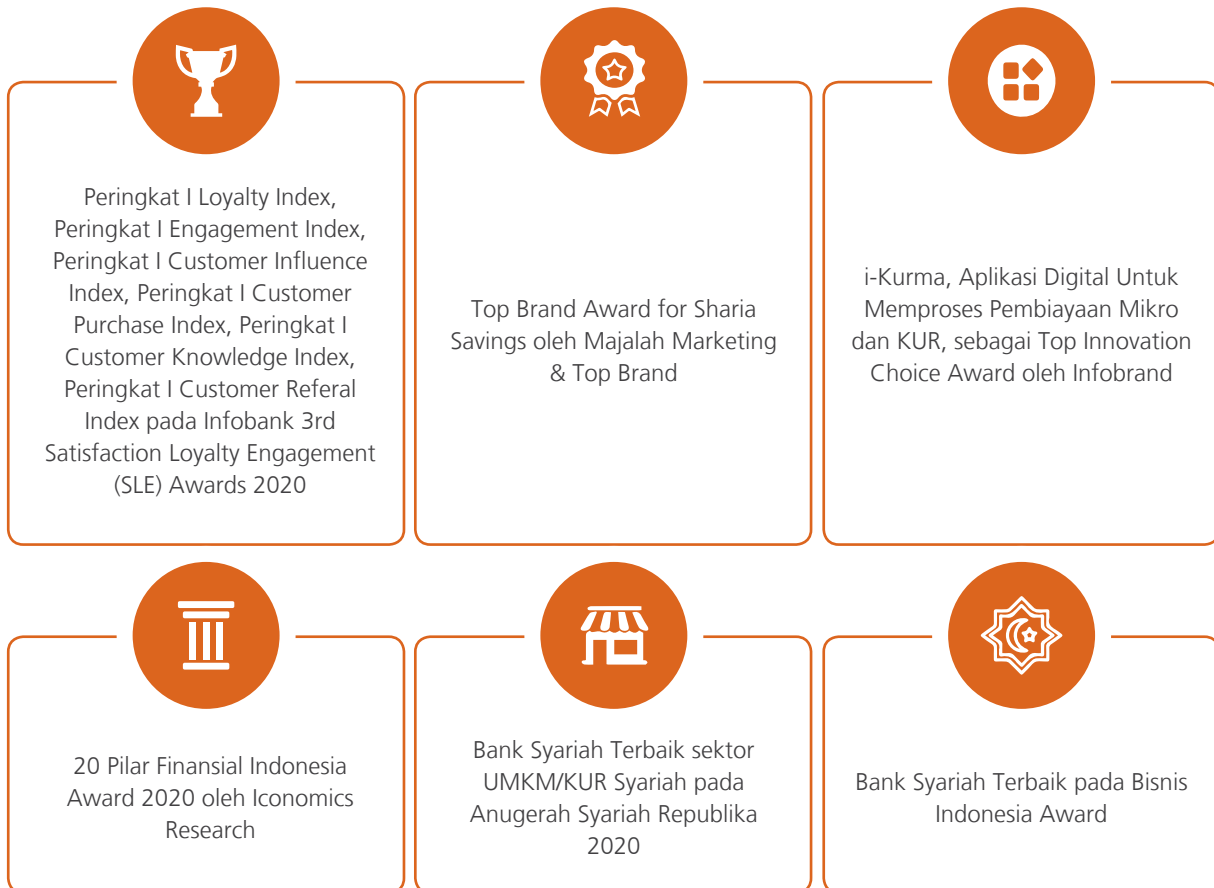 Peringkat I Loyalty Index,
Peringkat I Engagement Index,
Peringkat I Customer Influence
Index, Peringkat I Customer
Purchase Index, Peringkat I
Customer Knowledge Index,
Peringkat I Customer Referal
Index pada Infobank 3rd
Satisfaction Loyalty Engagement
(SLE) Awards 2020
Top Brand Award for Sharia
Savings oleh Majalah Marketing
& Top Brand
i-Kurma, Aplikasi Digital Untuk
Memproses Pembiayaan Mikro
dan KUR, sebagai Top Innovation
Choice Award oleh Infobrand
20 Pilar Finansial Indonesia
Award 2020 oleh Iconomics
Research
Bank Syariah Terbaik sektor
UMKM/KUR Syariah pada
Anugerah Syariah Republika
2020
Bank Syariah Terbaik pada Bisnis
Indonesia Award